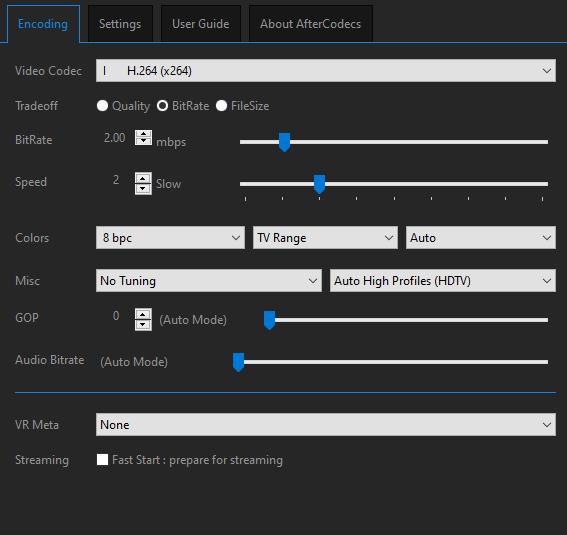 Encoding Settings User Guide About AfterCodecs
Video Codec I H.264 (x264)
Tradeoff Quality BitRate FileSize
BitRate 2.00 mbps
Speed 2 Slow
Colors 8 bpc TV Range Auto
Misc No Tuning Auto High Profiles (HDTV)
GOP 0 (Auto Mode)
Audio Bitrate (Auto Mode)
VR Meta None
Streaming Fast Start : prepare for streaming